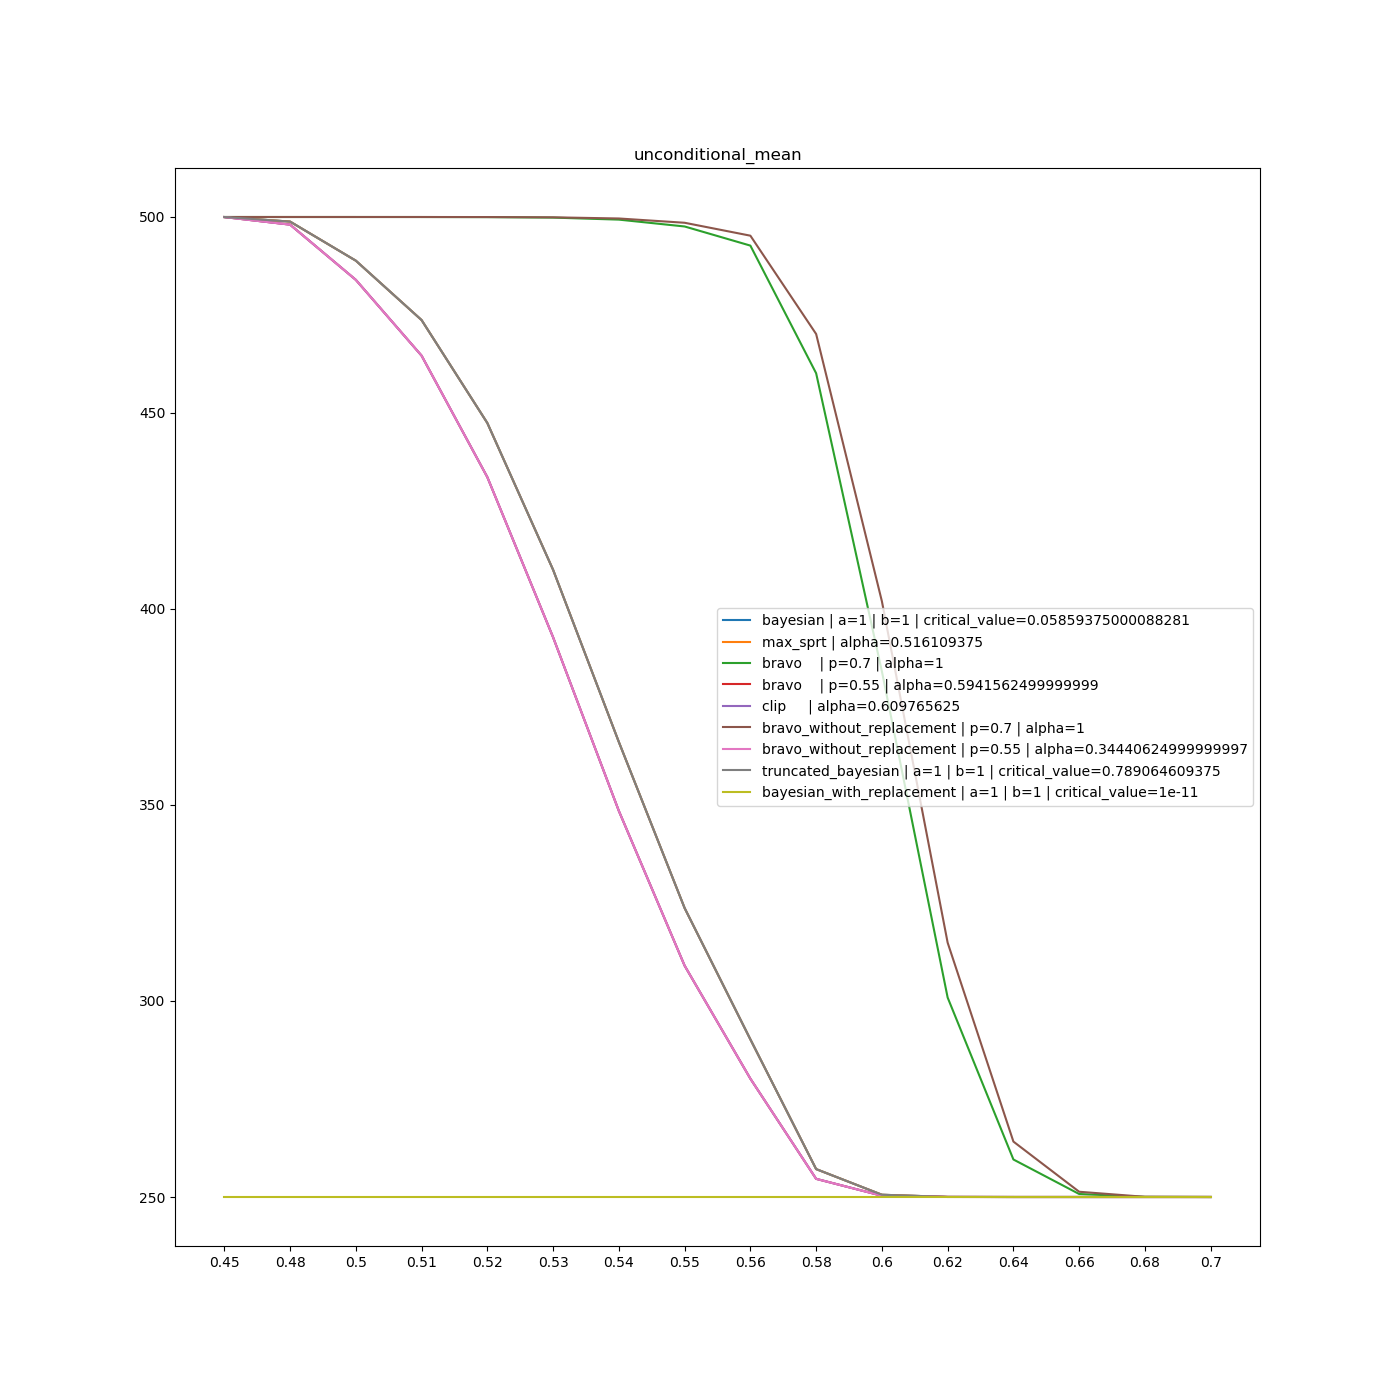 unconditional_mean
500
450
400
350
300
250
bayesian | a=1 | b=1 | critical_value=0.05859375000088281
max_sprt | alpha=0.516109375
bravo    | p=0.7 | alpha=1
bravo    | p=0.55 | alpha=0.5941562499999999
clip     | alpha=0.609765625
bravo_without_replacement | p=0.7 | alpha=1
bravo_without_replacement | p=0.55 | alpha=0.34440624999999997
truncated_bayesian | a=1 | b=1 | critical_value=0.789064609375
bayesian_with_replacement | a=1 | b=1 | critical_value=1e-11
0.45 0.48 0.5 0.51 0.52 0.53 0.54 0.55 0.56 0.58 0.6 0.62 0.64 0.66 0.68 0.7